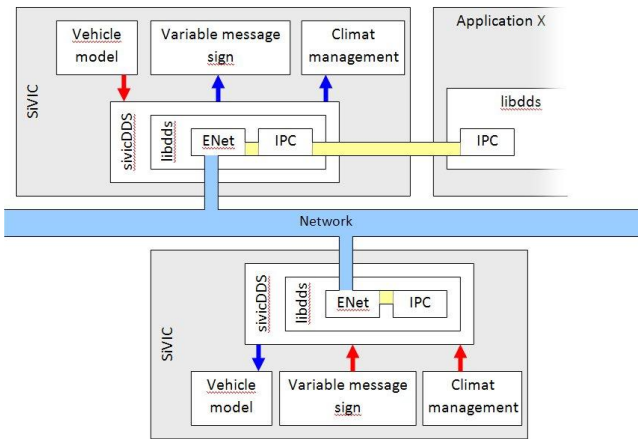 Vehicle
model
Variable message
sign
Climat
management
Application X
SiVIC
sivicDDS
libdds
ENet
IPC
libdds
IPC
Network
SiVIC
sivicDDS
libdds
ENet
IPC
Vehicle
model
Variable message
sign
Climat
management